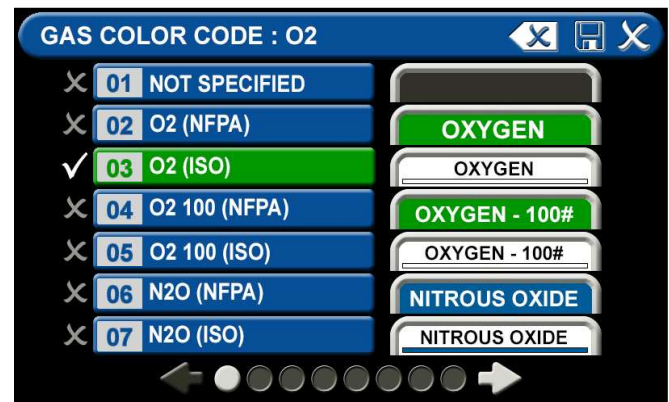 GAS COLOR CODE : O2
01 NOT SPECIFIED
02 O2 (NFPA) OXYGEN
03 O2 (ISO) OXYGEN
04 O2 100 (NFPA) OXYGEN - 100#
05 O2 100 (ISO) OXYGEN - 100#
06 N2O (NFPA) NITROUS OXIDE
07 N2O (ISO) NITROUS OXIDE